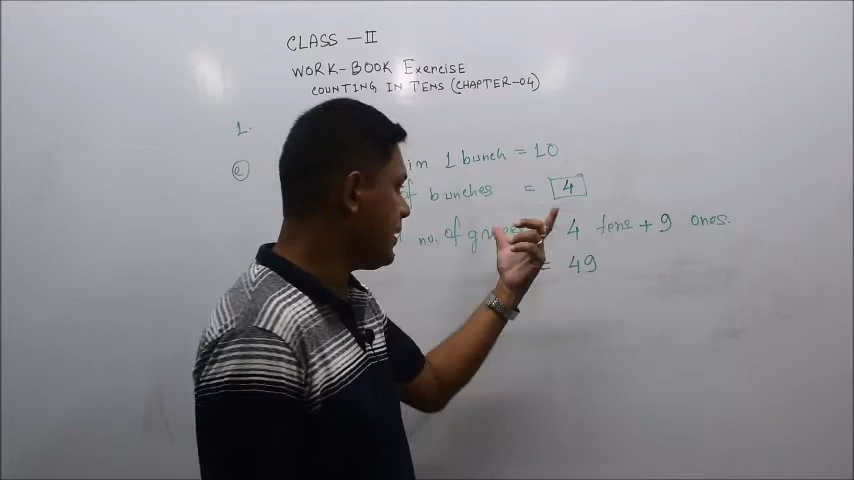 CLASS - II
WORK-BOOK Exercise
COUNTING IN TENS (CHAPTER-04)
1.
in 1 bunch = 10
(e) of bunches = 4
no. of = 4 tens + 9 ones.
= 49